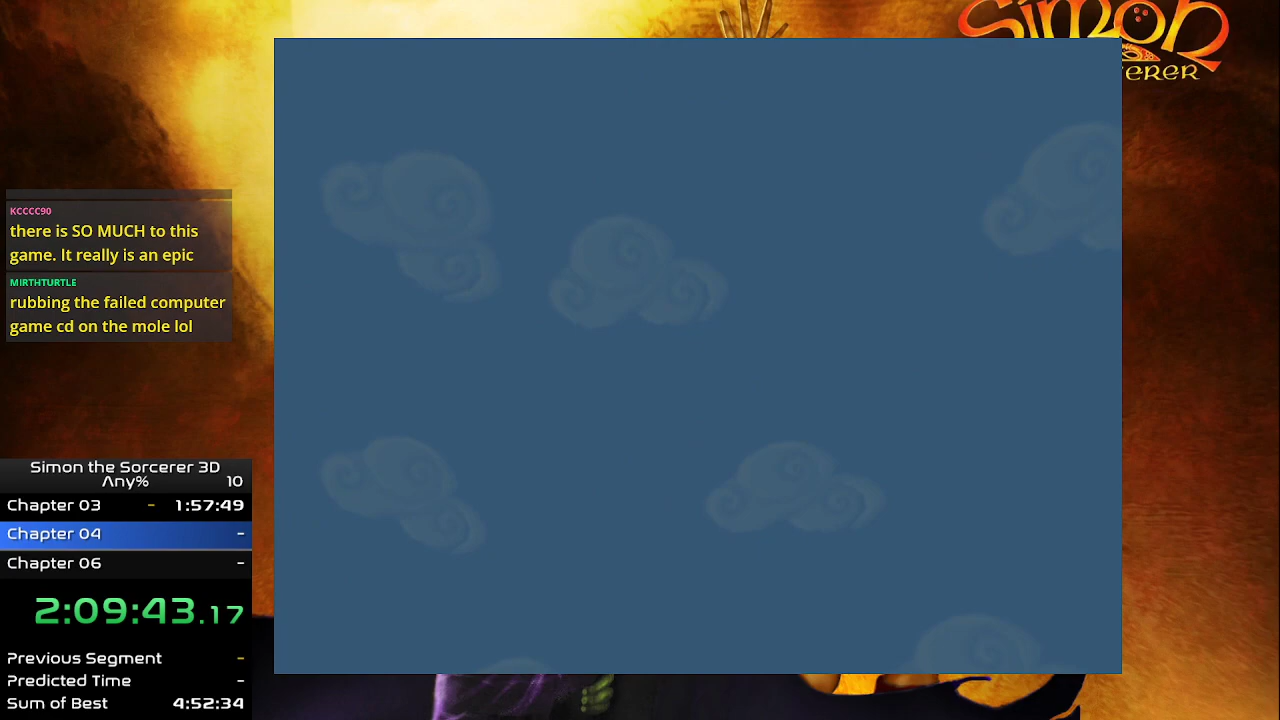 Simon
ERER
KCCCC90
there is SO MUCH to this
game. It really is an epic
MIRTHTURTLE
rubbing the failed computer
game cd on the mole lol
Simon the Sorcerer 3D
Any% 10
Chapter 03 - 1:57:49
Chapter 04 -
Chapter 06 -
2:09:43.17
Previous Segment -
Predicted Time -
Sum of Best 4:52:34